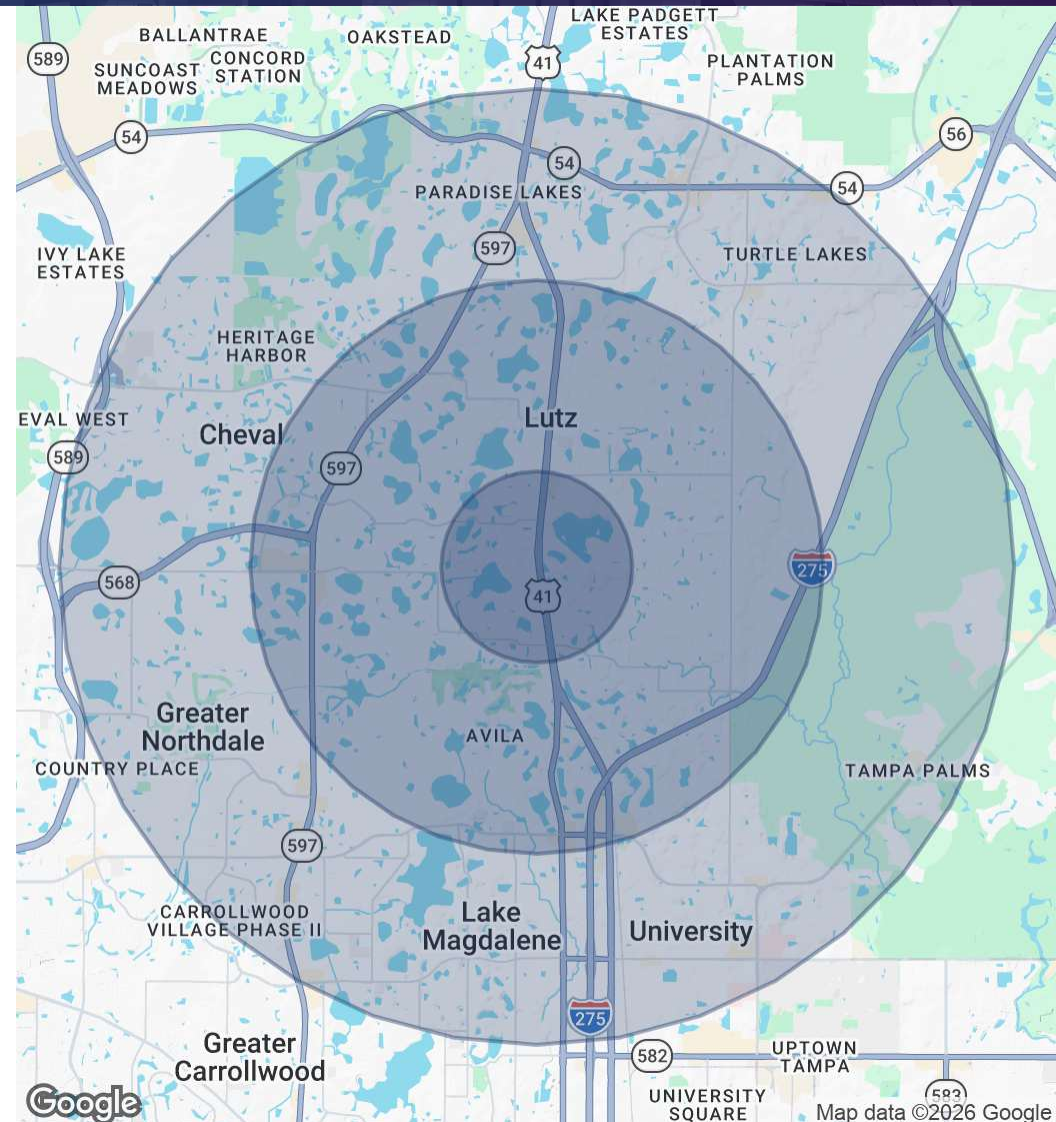 LAKE PADGETT
ESTATES
BALLANTRAE
OAKSTEAD
589
41
SUNCOAST
MEADOWS
CONCORD
STATION
PLANTATION
PALMS
54
56
54
54
PARADISE LAKES
597
IVY LAKE
ESTATES
TURTLE LAKES
HERITAGE
HARBOR
EVAL WEST
Cheval
Lutz
589
597
568
275
41
Greater
Northdale
AVILA
COUNTRY PLACE
TAMPA PALMS
597
CARROLLWOOD
VILLAGE PHASE II
Lake
Magdalene
University
275
Greater
Carrollwood
582
UPTOWN
TAMPA
583
UNIVERSITY
SQUARE
Google
Map data ©2026 Google